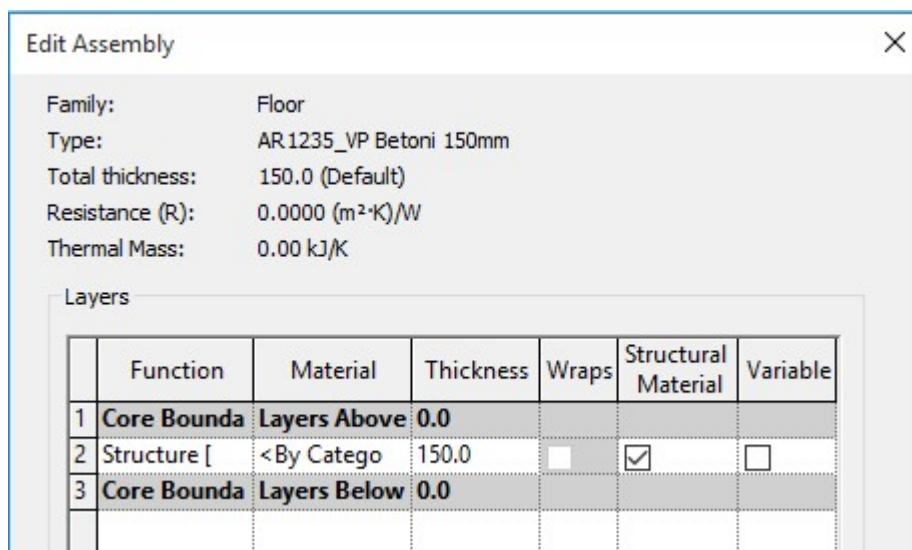 Edit Assembly
Family: Floor
Type: AR1235_VP Betoni 150mm
Total thickness: 150.0 (Default)
Resistance (R): 0.0000 (m²·K)/W
Thermal Mass: 0.00 kJ/K
Layers
Function Material Thickness Wraps Structural Material Variable
1 Core Bounda Layers Above 0.0
2 Structure [ <By Catego 150.0
3 Core Bounda Layers Below 0.0